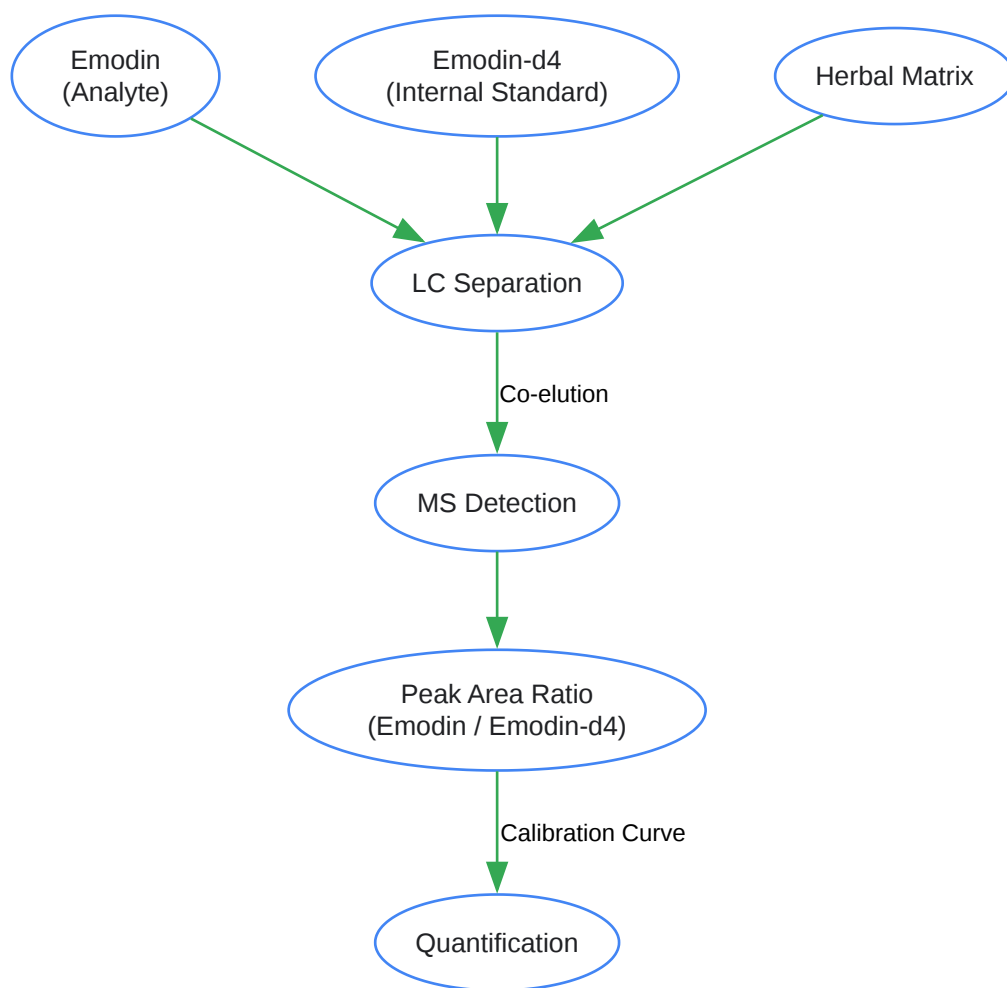 Emodin
(Analyte)
Emodin-d4
(Internal Standard)
Herbal Matrix
LC Separation
Co-elution
MS Detection
Peak Area Ratio
(Emodin / Emodin-d4)
Calibration Curve
Quantification